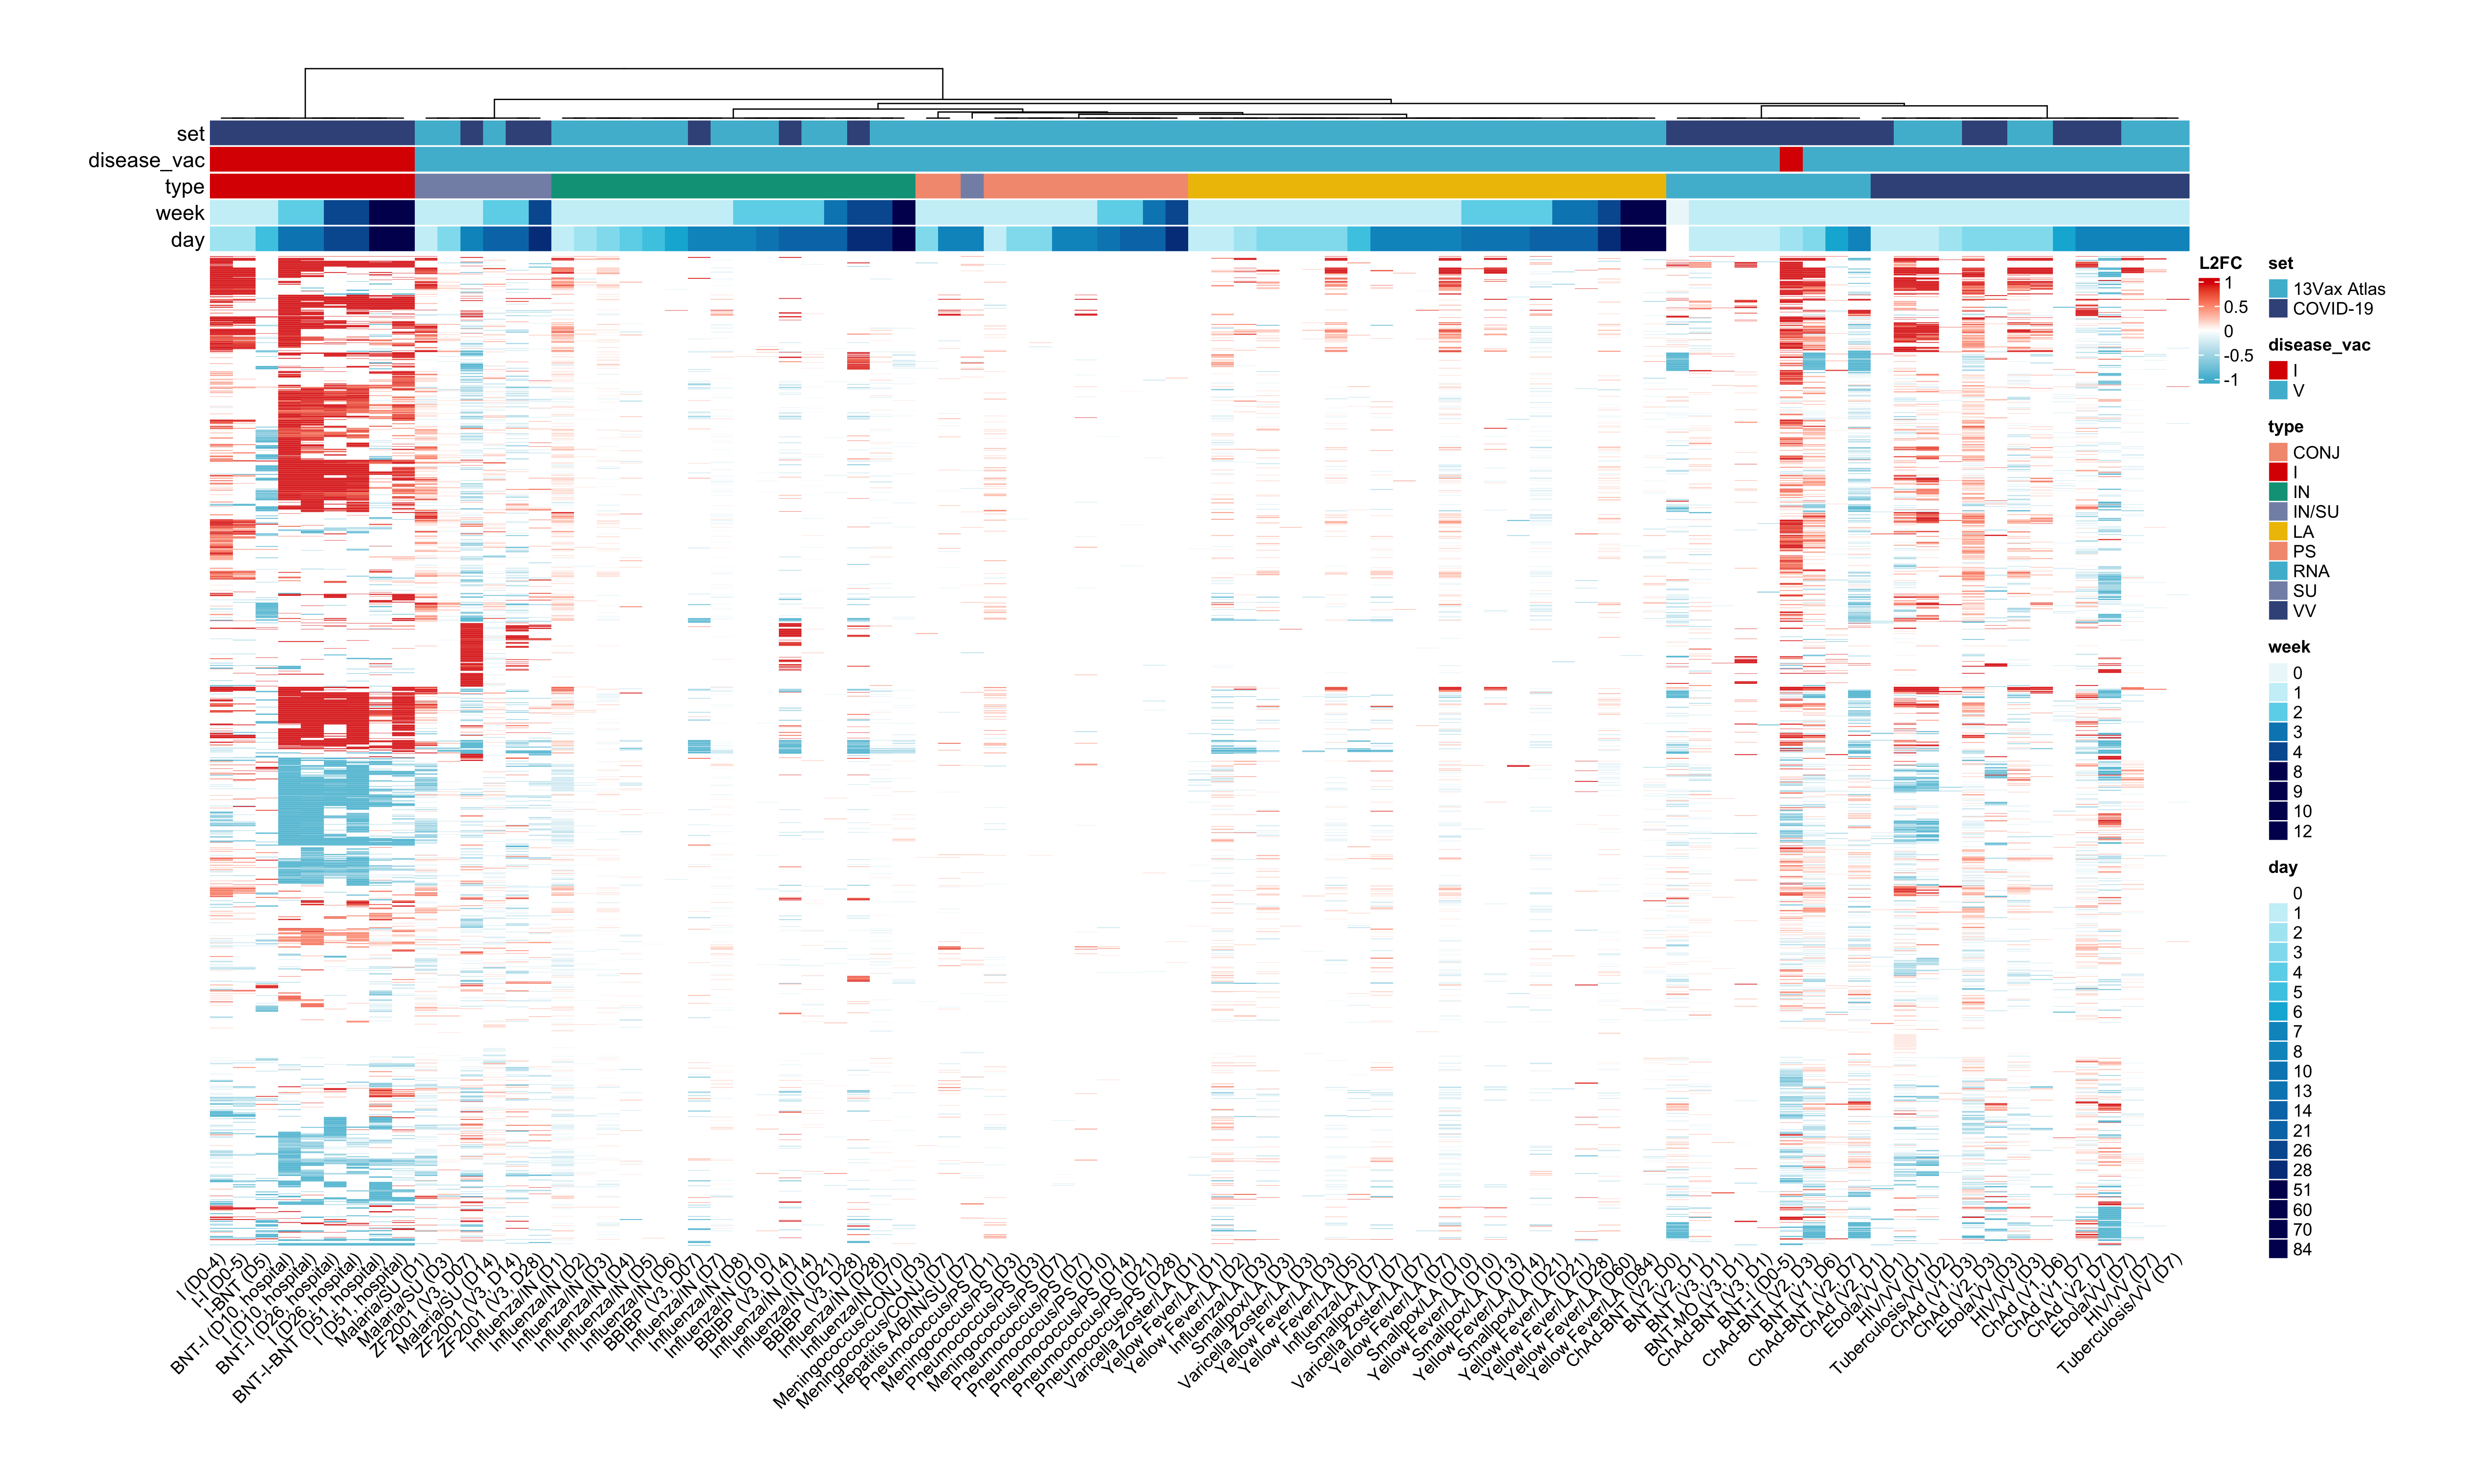 set
disease_vac
type
week
day
L2FC
1
0.5
0
-0.5
-1
set
13Vax Atlas
COVID-19
disease_vac
I
V
type
CONJ
I
IN
IN/SU
LA
PS
RNA
SU
VV
week
0
1
2
3
4
8
9
10
12
day
0
1
2
3
4
5
6
7
8
10
13
14
21
26
28
51
60
70
84
I (D0-4)
I-I (D0-5)
I-BNT (D5)
BNT-I (D10, hospital)
I (D10, hospital)
BNT-I (D26, hospital)
I (D26, hospital)
BNT-I-BNT (D51, hospital)
I (D51, hospital)
Malaria/SU (D1)
Malaria/SU (D3)
ZF2001 (v3, D07)
Malaria/SU (D14)
ZF2001 (v3, D14)
ZF2001 (v3, D28)
Influenza/IN (D1)
Influenza/IN (D2)
Influenza/IN (D3)
Influenza/IN (D4)
Influenza/IN (D5)
Influenza/IN (D6)
BBIBP (V3, D07)
Influenza/IN (D7)
Influenza/IN (D8)
Influenza/IN (D10)
BBIBP (V3, D14)
Influenza/IN (D14)
Influenza/IN (D21)
BBIBP (V3, D28)
Influenza/IN (D28)
Influenza/IN (D70)
Meningococcus/CONJ (D3)
Meningococcus/CONJ (D7)
Hepatitis A/B/IN/SU (D7)
Pneumococcus/PS (D1)
Meningococcus/PS (D3)
Pneumococcus/PS (D3)
Meningococcus/PS (D7)
Pneumococcus/PS (D7)
Pneumococcus/PS (D10)
Pneumococcus/PS (D14)
Pneumococcus/PS (D21)
Pneumococcus/PS (D28)
Varicella Zoster/LA (D1)
Yellow Fever/LA (D1)
Yellow Fever/LA (D2)
Influenza/LA (D3)
Smallpox/LA (D3)
Varicella Zoster/LA (D3)
Yellow Fever/LA (D3)
Yellow Fever/LA (D5)
Influenza/LA (D7)
Smallpox/LA (D7)
Varicella Zoster/LA (D7)
Yellow Fever/LA (D7)
Smallpox/LA (D10)
Yellow Fever/LA (D10)
Smallpox/LA (D13)
Yellow Fever/LA (D14)
Smallpox/LA (D21)
Yellow Fever/LA (D21)
Yellow Fever/LA (D28)
Yellow Fever/LA (D60)
Yellow Fever/LA (D84)
ChAd-BNT (V2, D0)
BNT (V2, D1)
BNT (V3, D1)
BNT-MO (V3, D1)
ChAd-BNT (V3, D1)
BNT-I (D0-5)
ChAd-BNT (V2, D3)
BNT (V1, D6)
ChAd-BNT (V2, D7)
ChAd (V2, D1)
Ebola/VV (D1)
HIV/VV (D1)
Tuberculosis/VV (D2)
ChAd (V1, D3)
ChAd (V2, D3)
Ebola/VV (D3)
HIV/VV (D3)
ChAd (V1, D6)
ChAd (V1, D7)
ChAd (V2, D7)
Ebola/VV (D7)
HIV/VV (D7)
Tuberculosis/VV (D7)